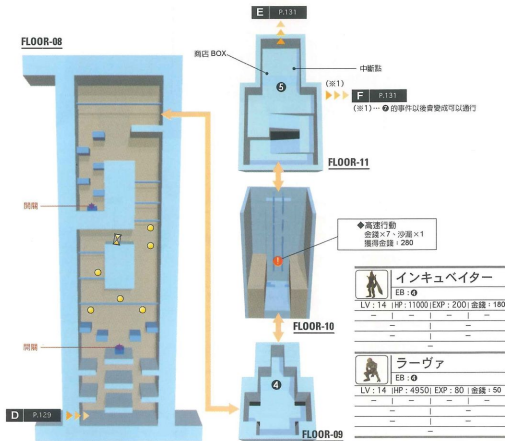 E P.131
FLOOR-08
商店 BOX
中斷點
❺
(※1)
F P.131
(※1)… ❼ 的事件以後會變成可以通行
FLOOR-11
開關
◆高速行動
金錢×7、沙漏×1
獲得金錢:280
!
FLOOR-10
インキュベイター
EB:❹
LV:14 HP:11000 EXP:200 金錢:180
— — — —
— —
— —
—
開關
❹
ラーヴァ
EB:❹
LV:14 HP:4950 EXP:80 金錢:50
— — — —
— —
— —
—
D P.129
FLOOR-09